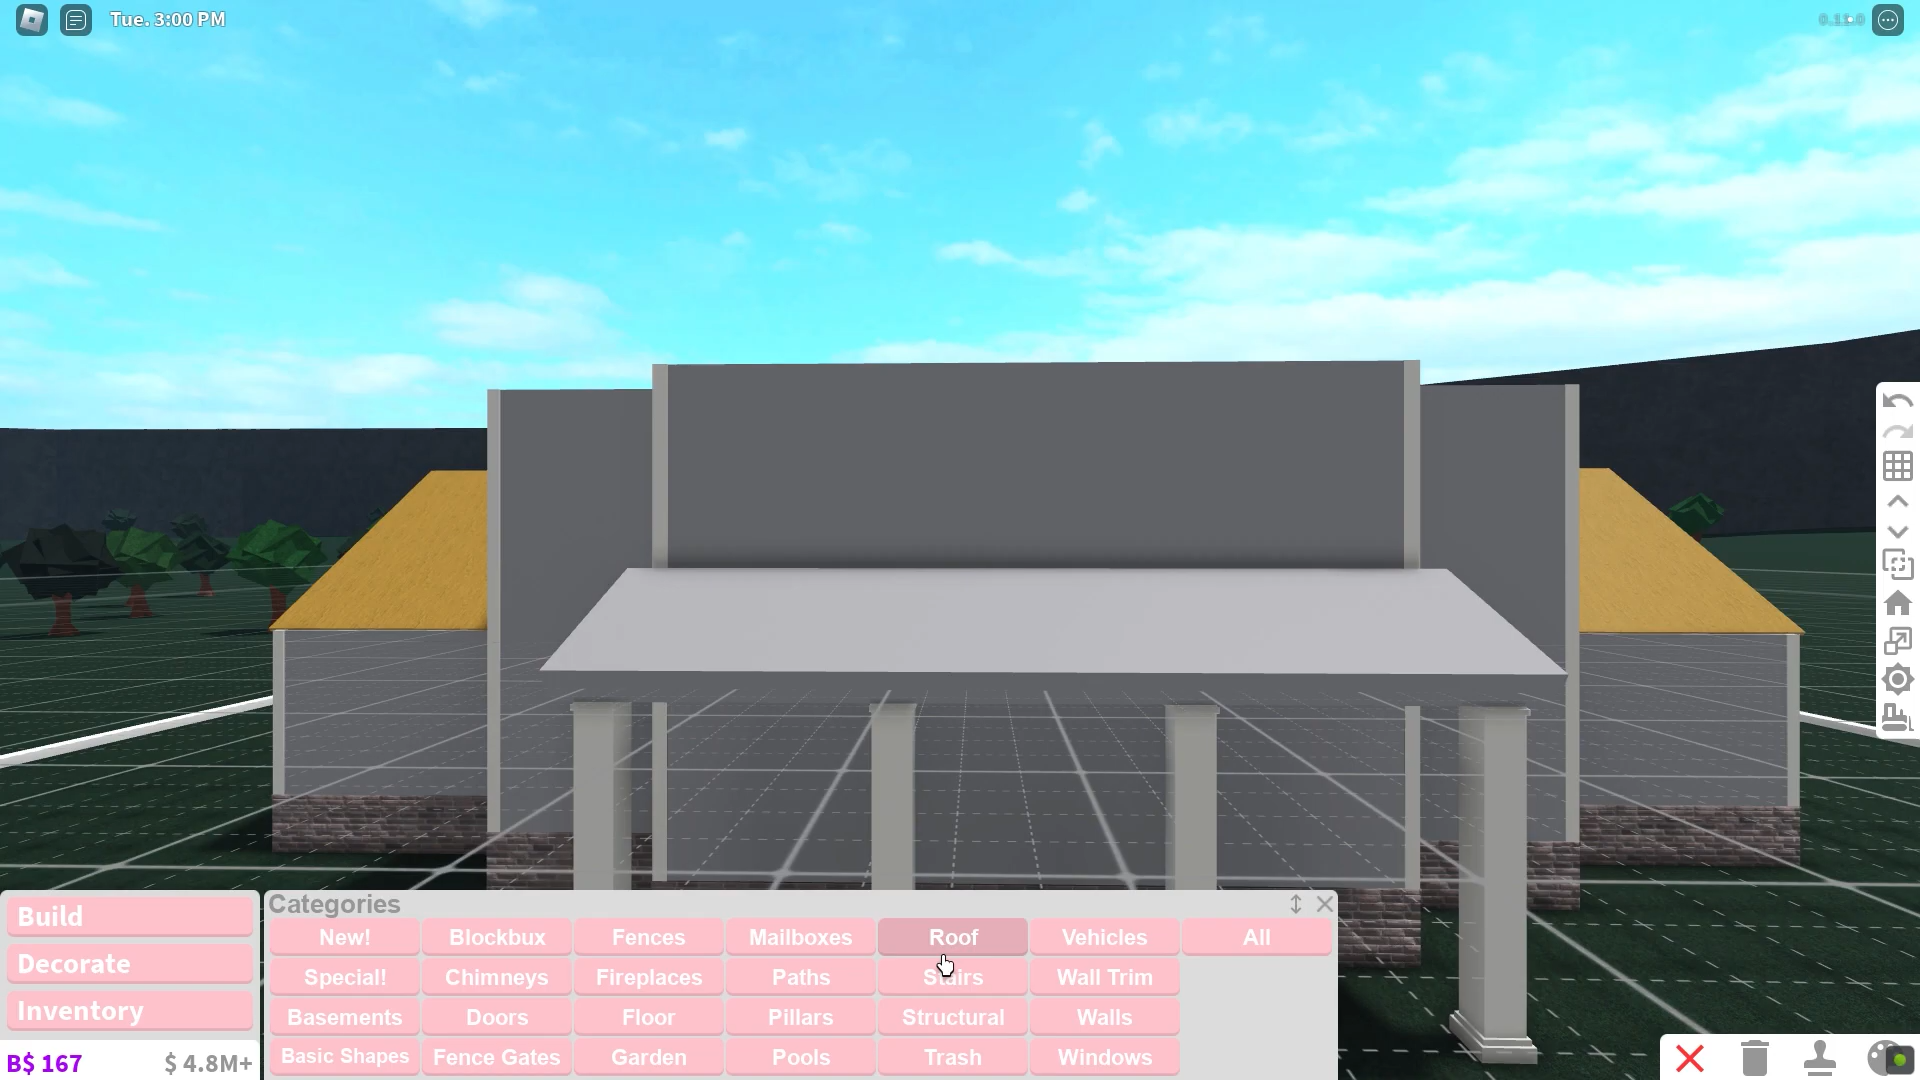 Tue. 3:00 PM
Build
Decorate
Inventory
B$ 167 $ 4.8M+
Categories
New! Blockbux Fences Mailboxes Roof Vehicles All
Special! Chimneys Fireplaces Paths Stairs Wall Trim
Basements Doors Floor Pillars Structural Walls
Basic Shapes Fence Gates Garden Pools Trash Windows